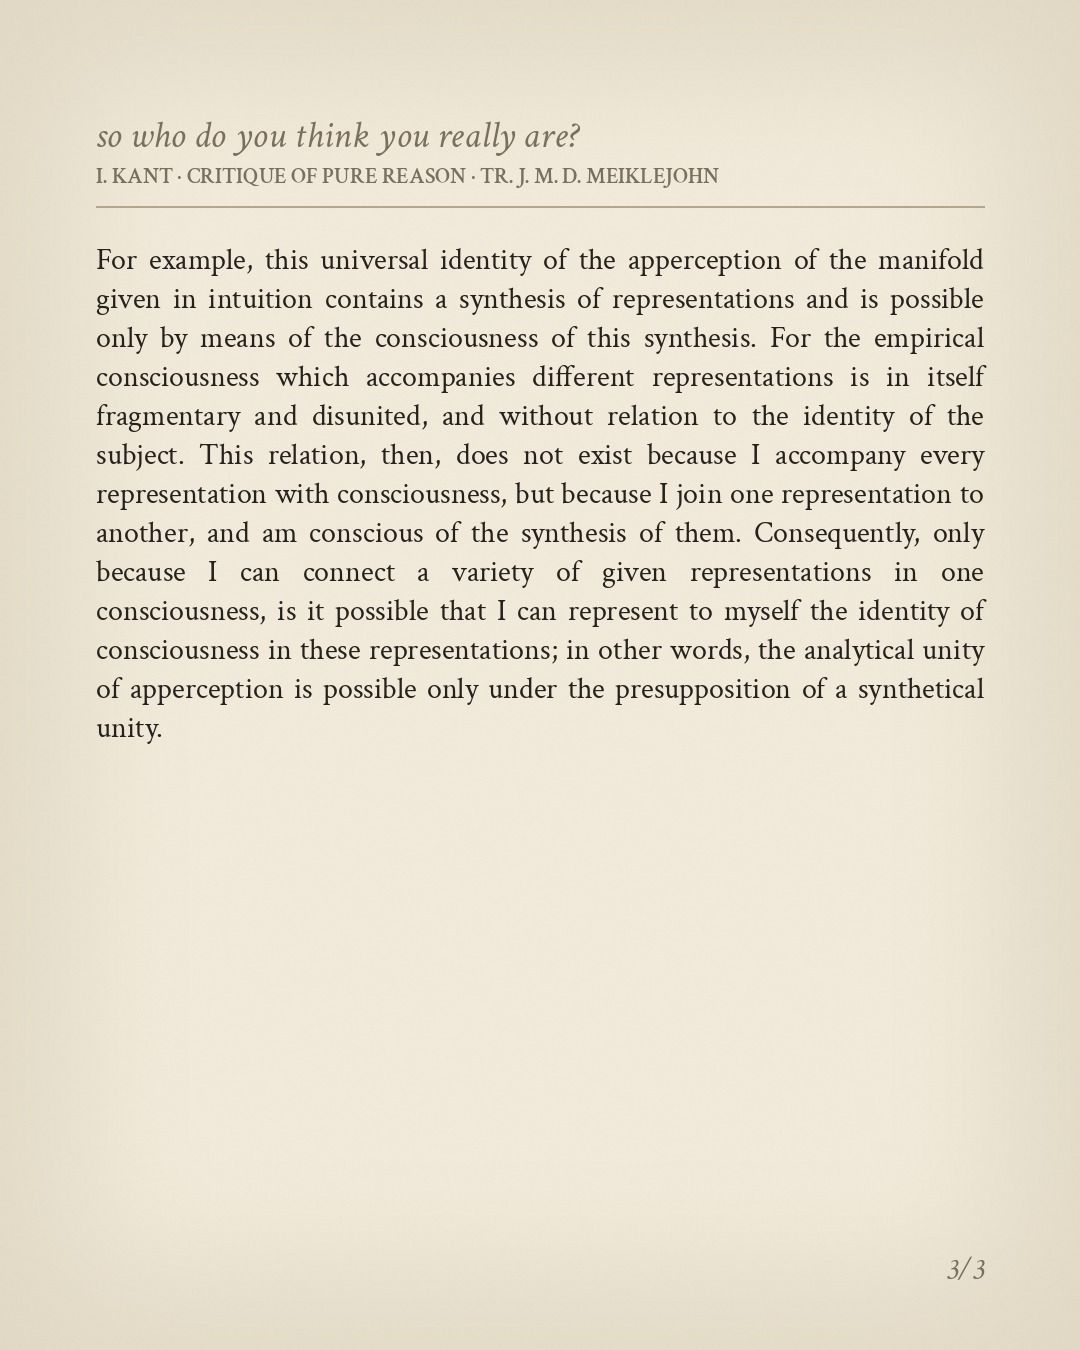 so who do you think you really are?
I. KANT · CRITIQUE OF PURE REASON · TR. J. M. D. MEIKLEJOHN
For example, this universal identity of the apperception of the manifold
given in intuition contains a synthesis of representations and is possible
only by means of the consciousness of this synthesis. For the empirical
consciousness which accompanies different representations is in itself
fragmentary and disunited, and without relation to the identity of the
subject. This relation, then, does not exist because I accompany every
representation with consciousness, but because I join one representation to
another, and am conscious of the synthesis of them. Consequently, only
because I can connect a variety of given representations in one
consciousness, is it possible that I can represent to myself the identity of
consciousness in these representations; in other words, the analytical unity
of apperception is possible only under the presupposition of a synthetical
unity.
3/3